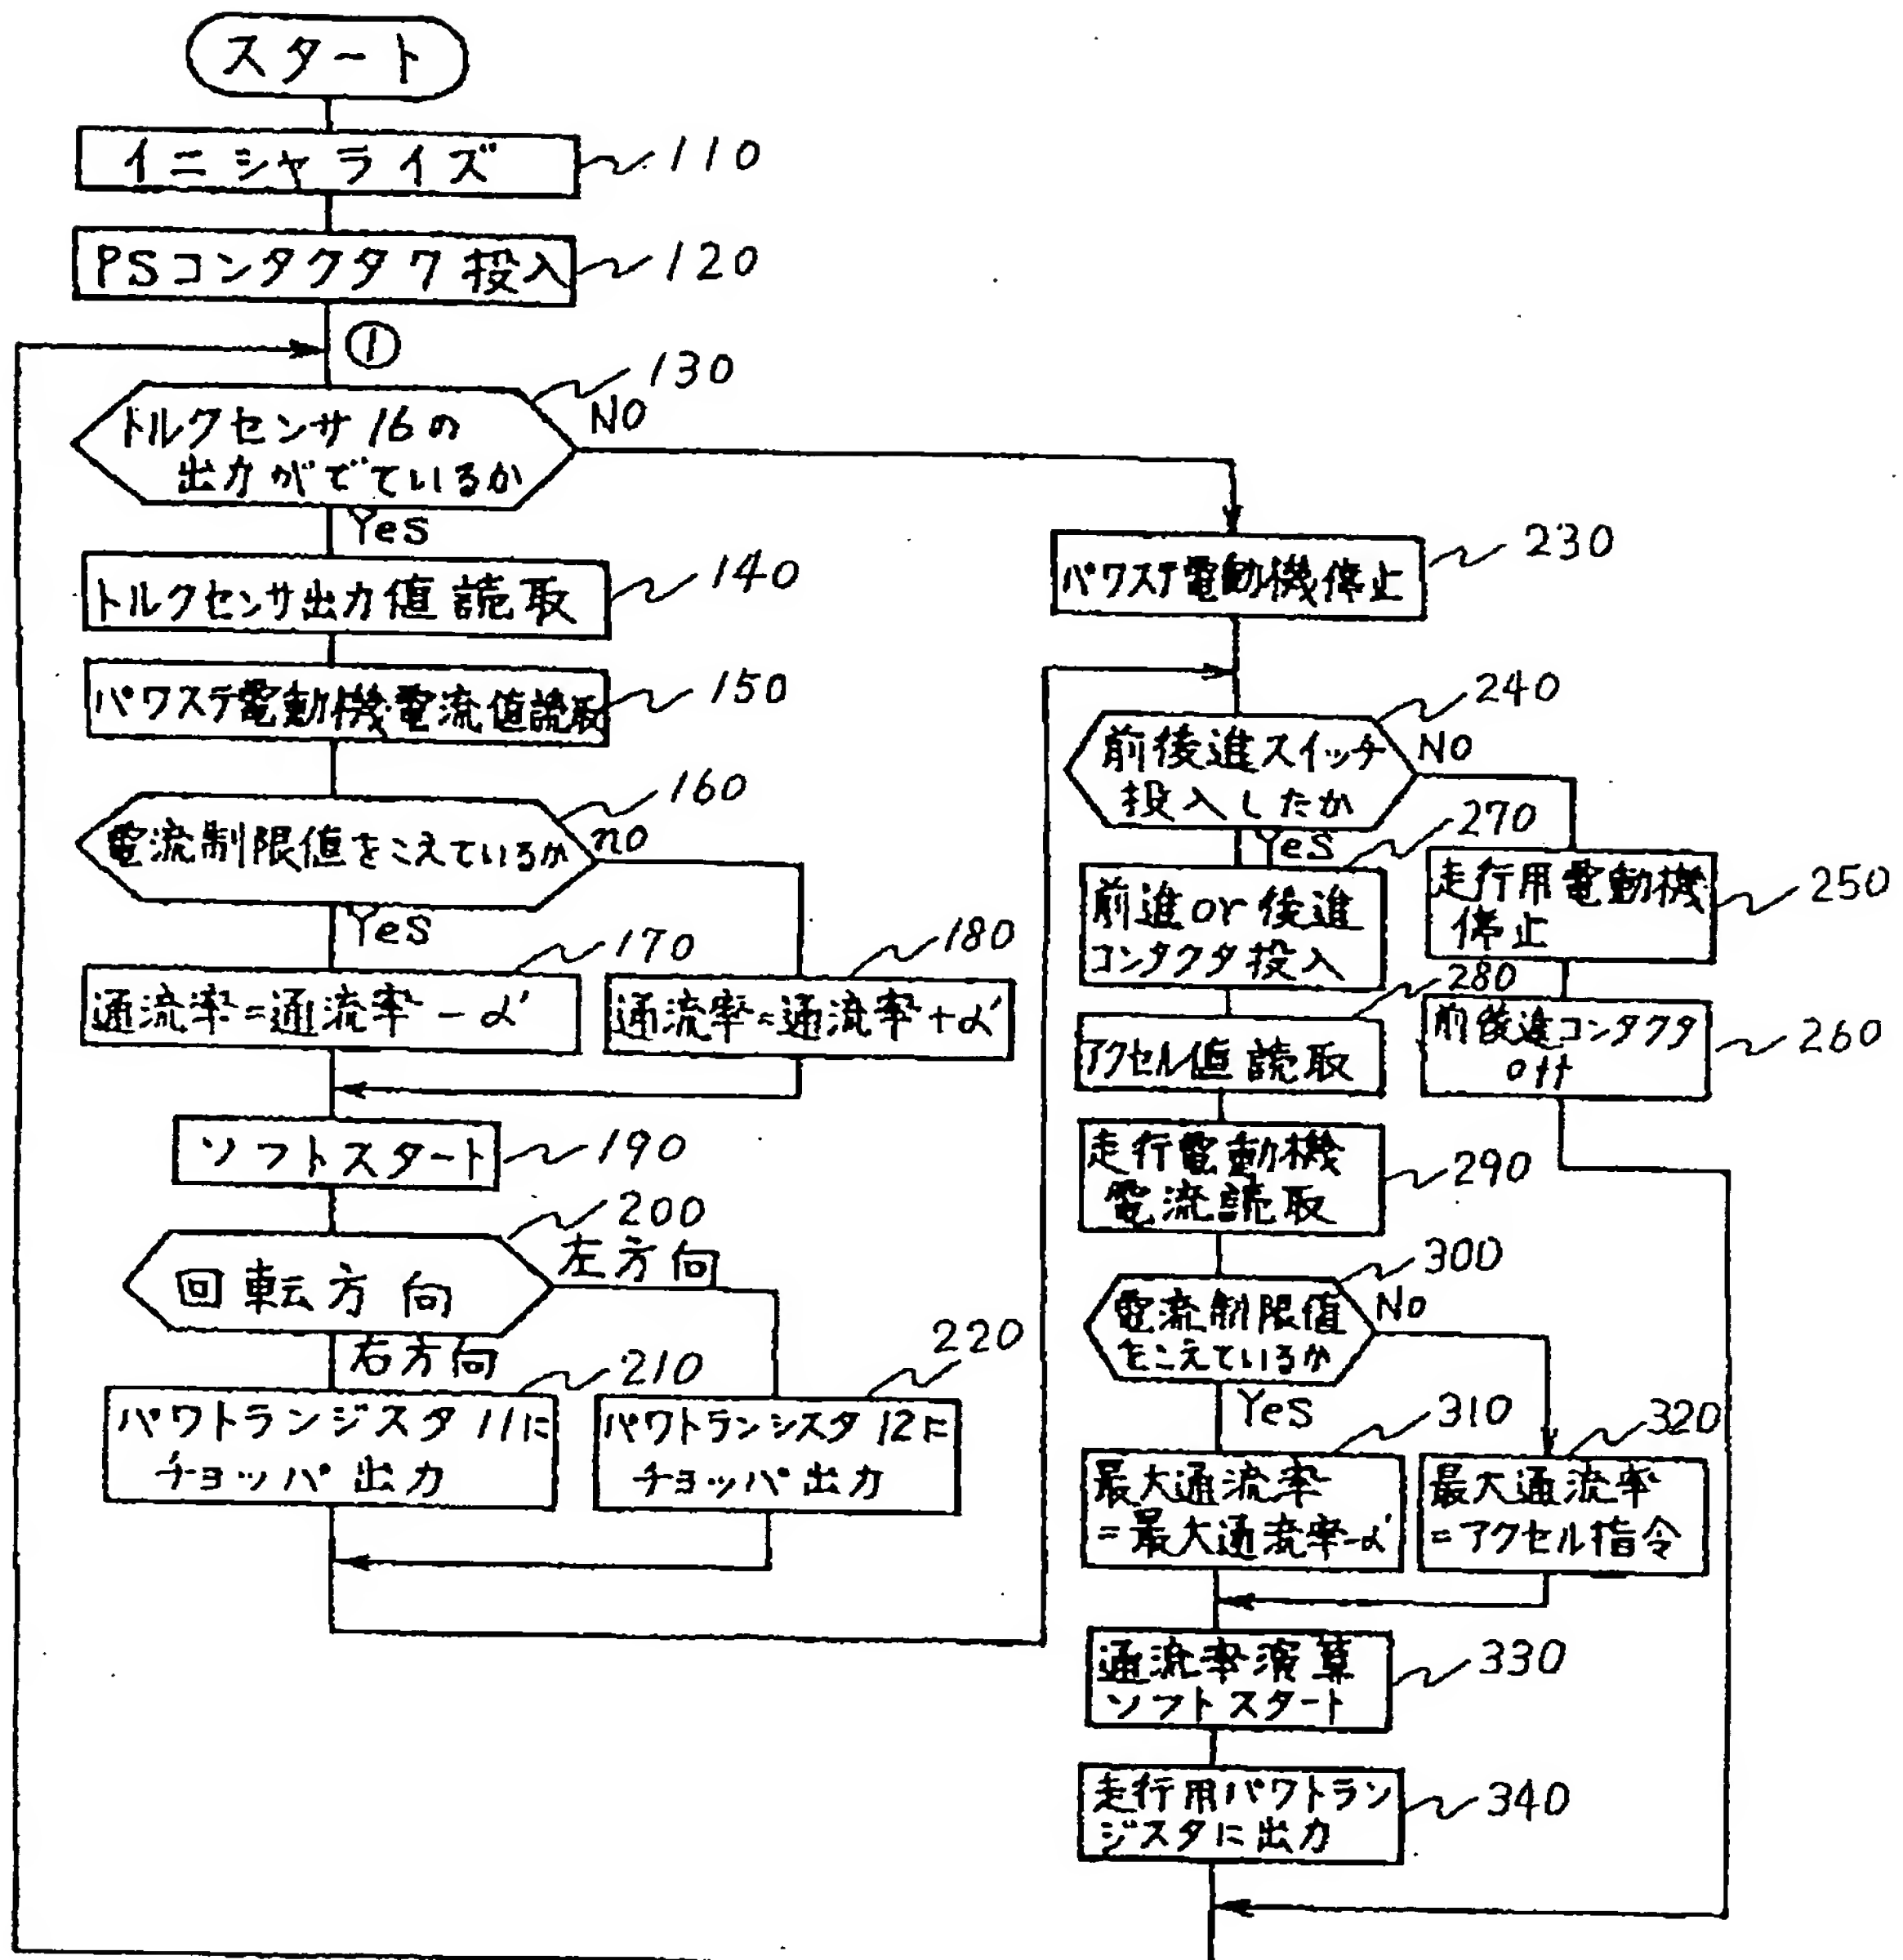 スタート
イニシャライズ
110
PSコンタクタ7投入
120
①
130
トルクセンサ16の
出力がでているか
NO
Yes
トルクセンサ出力値読取
140
パワステ電動機電流値読取
150
160
電流制限値をこえているか
no
Yes
170
180
通流率=通流率-α'
通流率=通流率+α'
ソフトスタート
190
200
回転方向
左方向
右方向
210
220
パワトランジスタ11に
チョッパ出力
パワトランシスタ12に
チョッパ出力
パワステ電動機停止
230
240
前後進スイッチ
投入したか
NO
Yes
270
前進or後進
コンタクタ投入
走行用電動機
停止
250
280
アクセル値読取
前後進コンタクタ
off
260
走行電動機
電流読取
290
300
電流制限値
をこえているか
No
Yes
310
320
最大通流率
=最大通流率-α'
最大通流率
=アクセル指令
通流率演算
ソフトスタート
330
走行用パワトラン
ジスタに出力
340